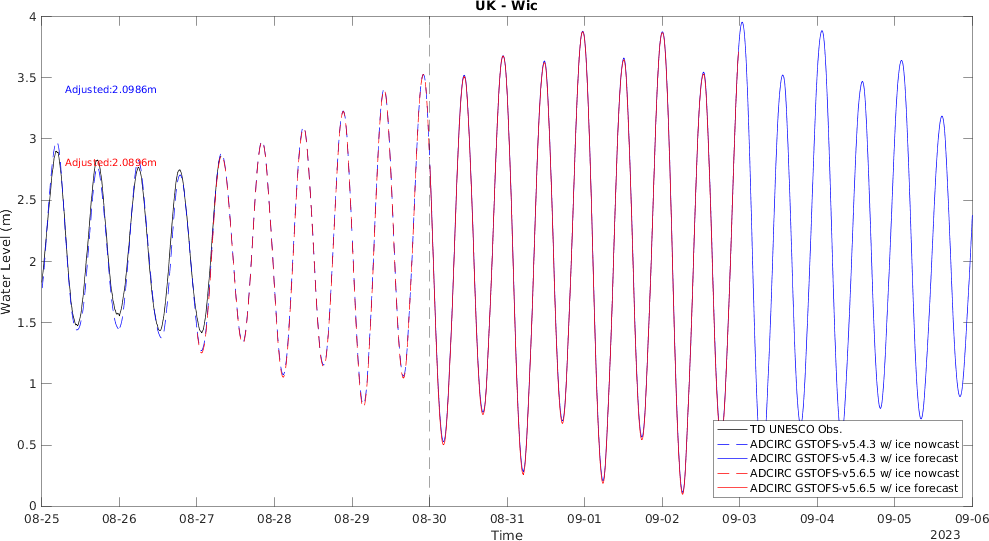 UK - Wic
4
3.5
3
2.5
2
1.5
1
0.5
0
Water Level (m)
Adjusted:2.0986m
Adjusted:2.0896m
TD UNESCO Obs.
ADCIRC GSTOFS-v5.4.3 w/ ice nowcast
ADCIRC GSTOFS-v5.4.3 w/ ice forecast
ADCIRC GSTOFS-v5.6.5 w/ ice nowcast
ADCIRC GSTOFS-v5.6.5 w/ ice forecast
08-25 08-26 08-27 08-28 08-29 08-30 08-31 09-01 09-02 09-03 09-04 09-05 09-06
Time
2023